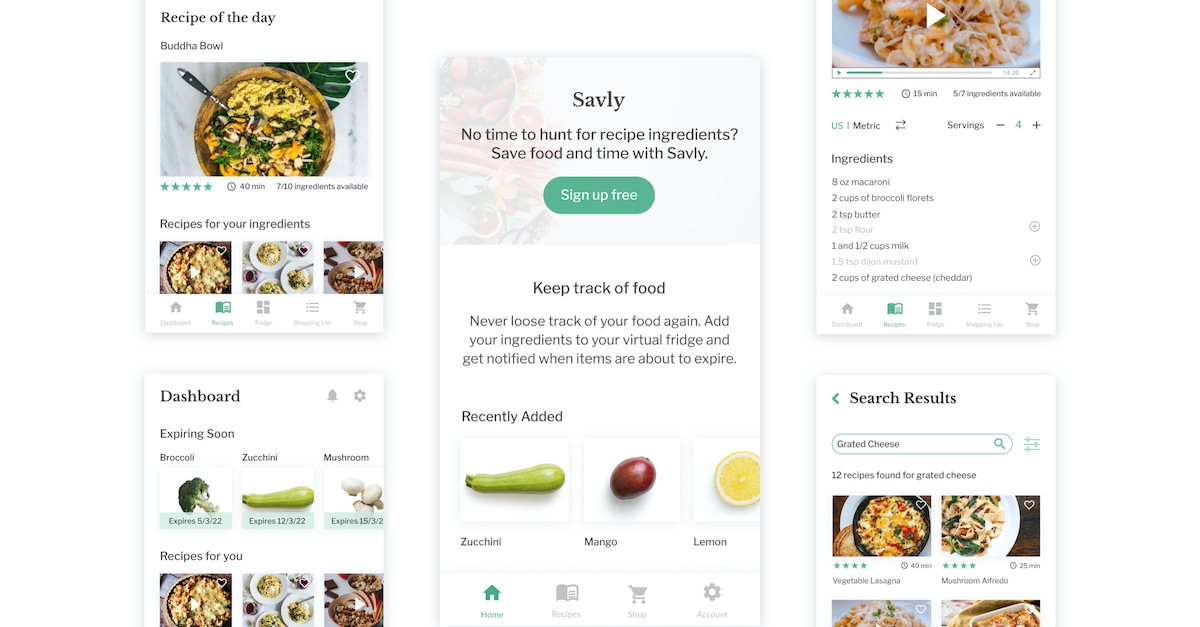 Recipe of the day
Buddha Bowl
40 min
7/10 ingredients available
Recipes for your ingredients
Dashboard
Recipes
Fridge
Shopping List
Shop
Dashboard
Expiring Soon
Broccoli
Zucchini
Mushroom
Expires 5/3/22
Expires 12/3/22
Expires 15/3/2
Recipes for you
Savly
No time to hunt for recipe ingredients?
Save food and time with Savly.
Sign up free
Keep track of food
Never loose track of your food again. Add
your ingredients to your virtual fridge and
get notified when items are about to expire.
Recently Added
Zucchini
Mango
Lemon
Home
Recipes
Shop
Account
14:20
15 min
5/7 ingredients available
US | Metric
Servings — 4 +
Ingredients
8 oz macaroni
2 cups of broccoli florets
2 tsp butter
2 tsp flour
1 and 1/2 cups milk
1.5 tsp dijon mustard
2 cups of grated cheese (cheddar)
Dashboard
Recipes
Fridge
Shopping List
Shop
Search Results
Grated Cheese
12 recipes found for grated cheese
40 min
25 min
Vegetable Lasagna
Mushroom Alfredo